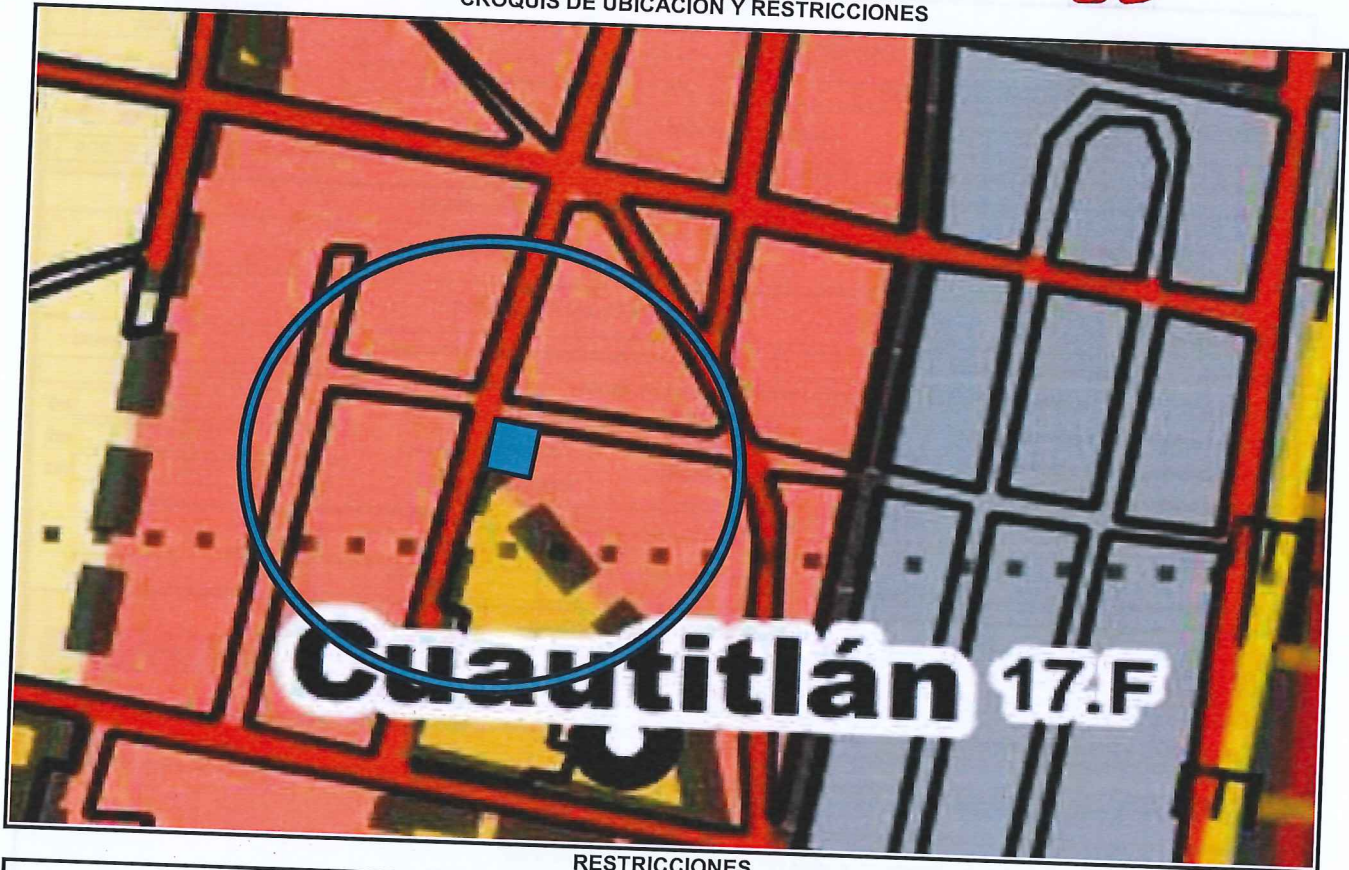 CROQUIS DE UBICACIÓN Y RESTRICCIONES
Cuautitlán 17.F
RESTRICCIONES